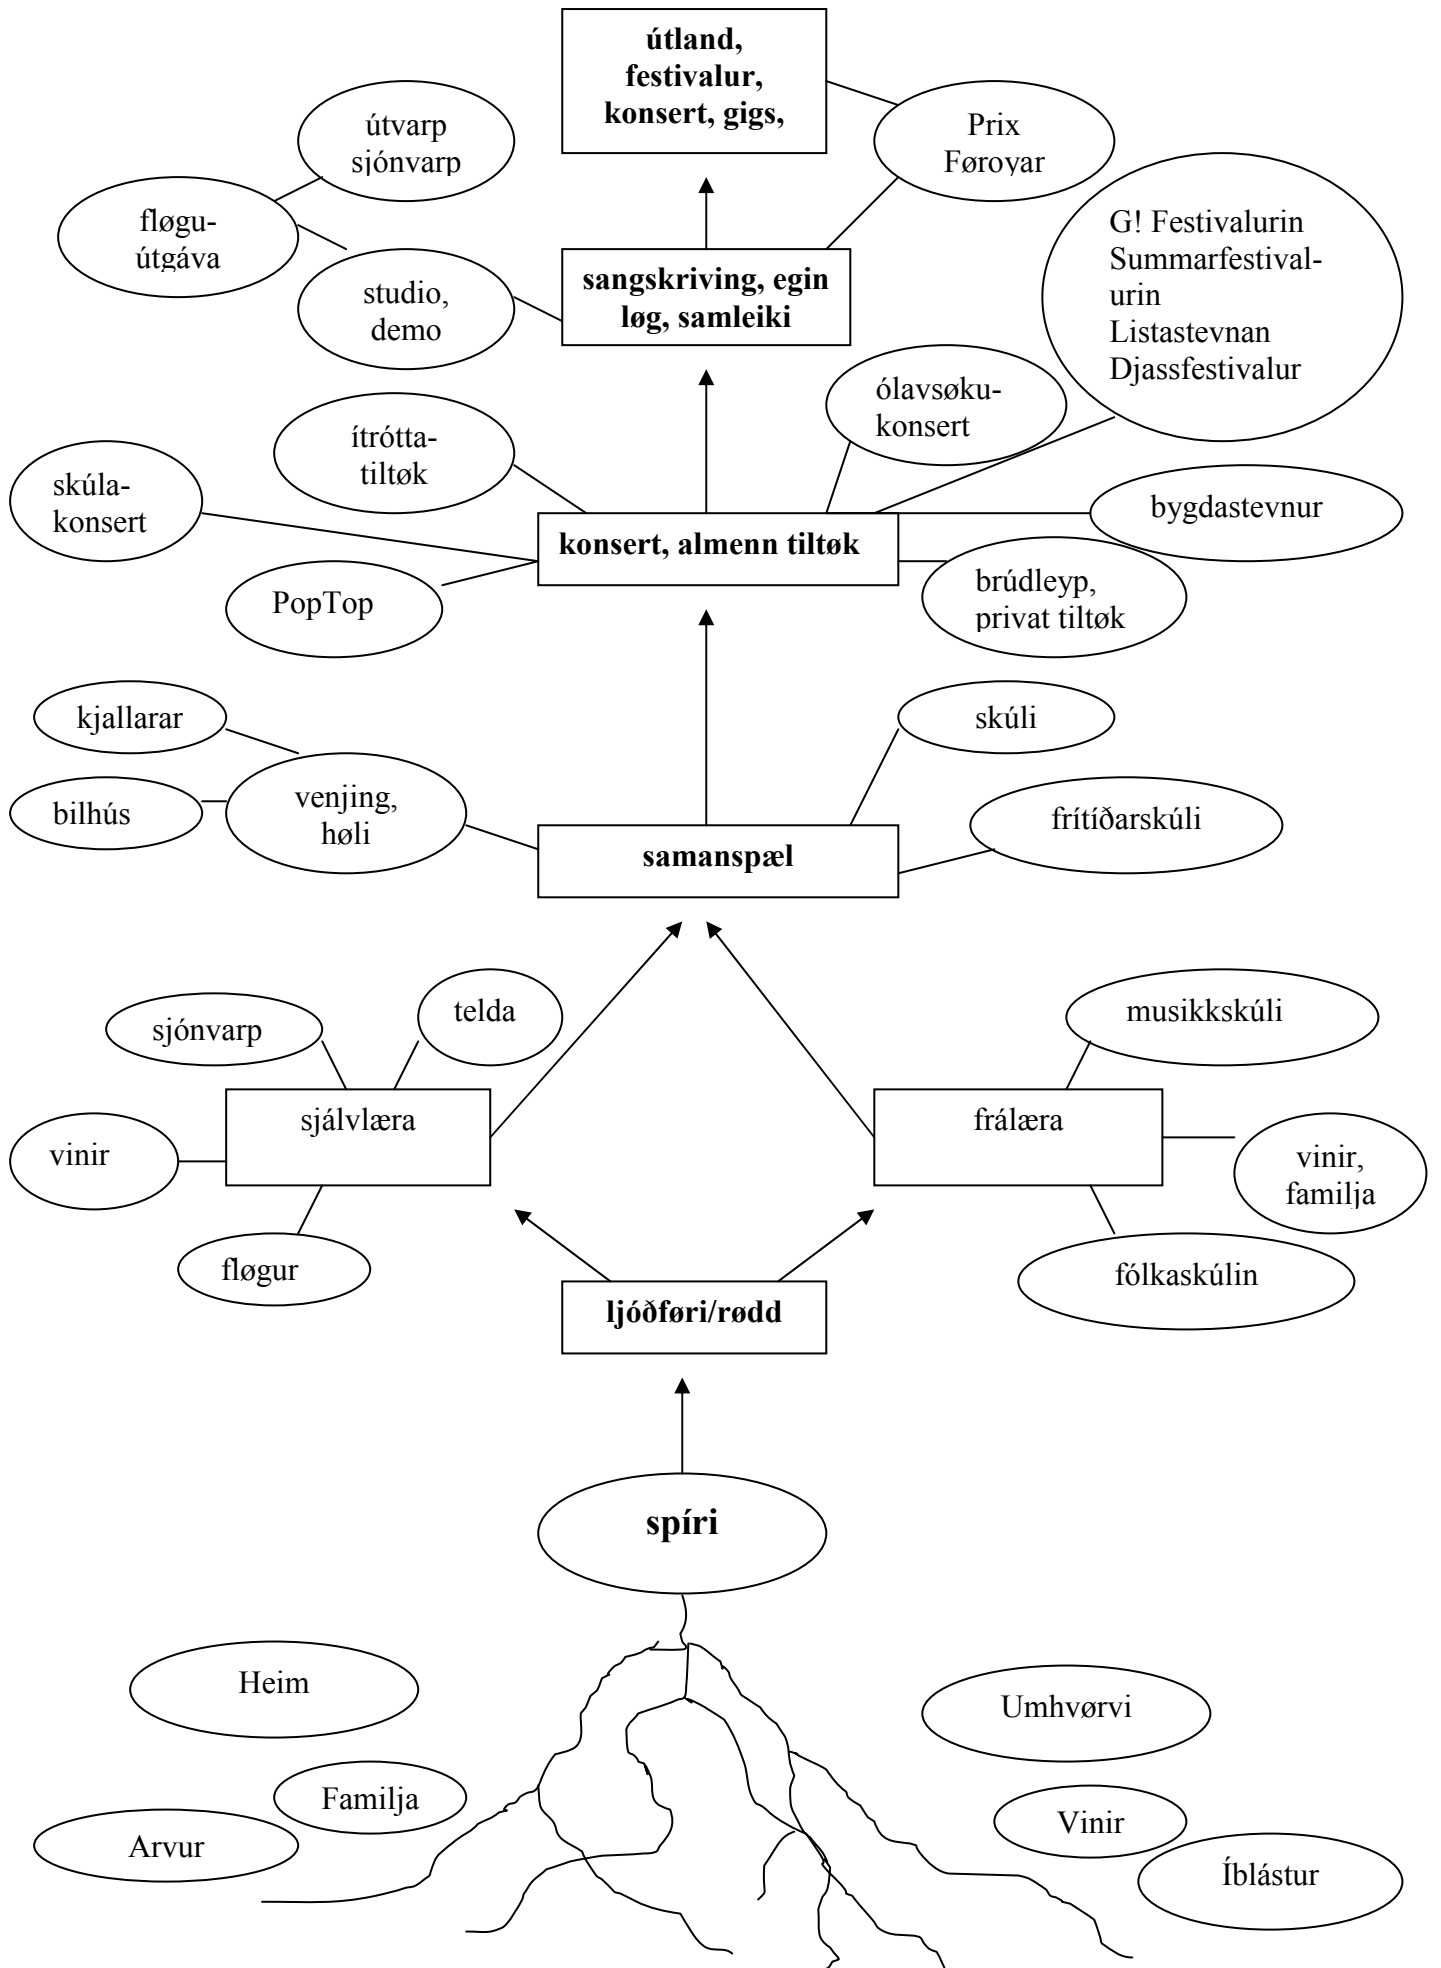 útland,
festivalur,
konsert, gigs,
útvarp
sjónvarp
Prix
Føroyar
fløgu-
útgáva
G! Festivalurin
Summarfestival-
urin
Listastevnan
Djassfestivalur
studio,
demo
sangskriving, egin
løg, samleiki
ólavsøku-
konsert
ítrótta-
tiltøk
skúla-
konsert
bygdastevnur
konsert, almenn tiltøk
PopTop
brúdleyp,
privat tiltøk
kjallarar
skúli
bilhús
venjing,
høli
frítíðarskúli
samanspæl
sjónvarp
telda
musikkskúli
sjálvlæra
frálæra
vinir
vinir,
familja
fløgur
fólkaskúlin
ljóðføri/rødd
spíri
Heim
Umhvørvi
Familja
Vinir
Arvur
Íblástur